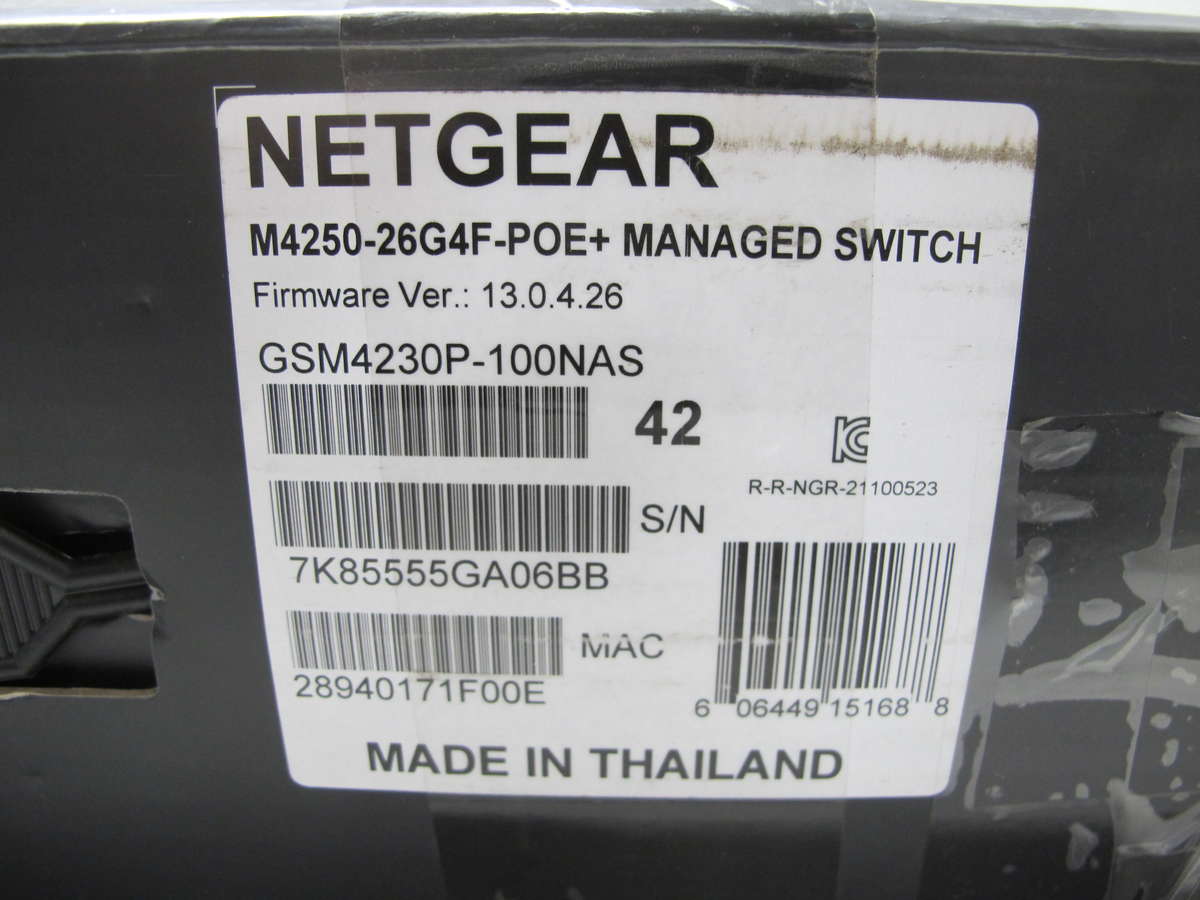 NETGEAR
M4250-26G4F-POE+ MANAGED SWITCH
Firmware Ver.: 13.0.4.26
GSM4230P-100NAS
42
R-R-NGR-21100523
S/N
7K85555GA06BB
MAC
28940171F00E
6 06449 15168 8
MADE IN THAILAND